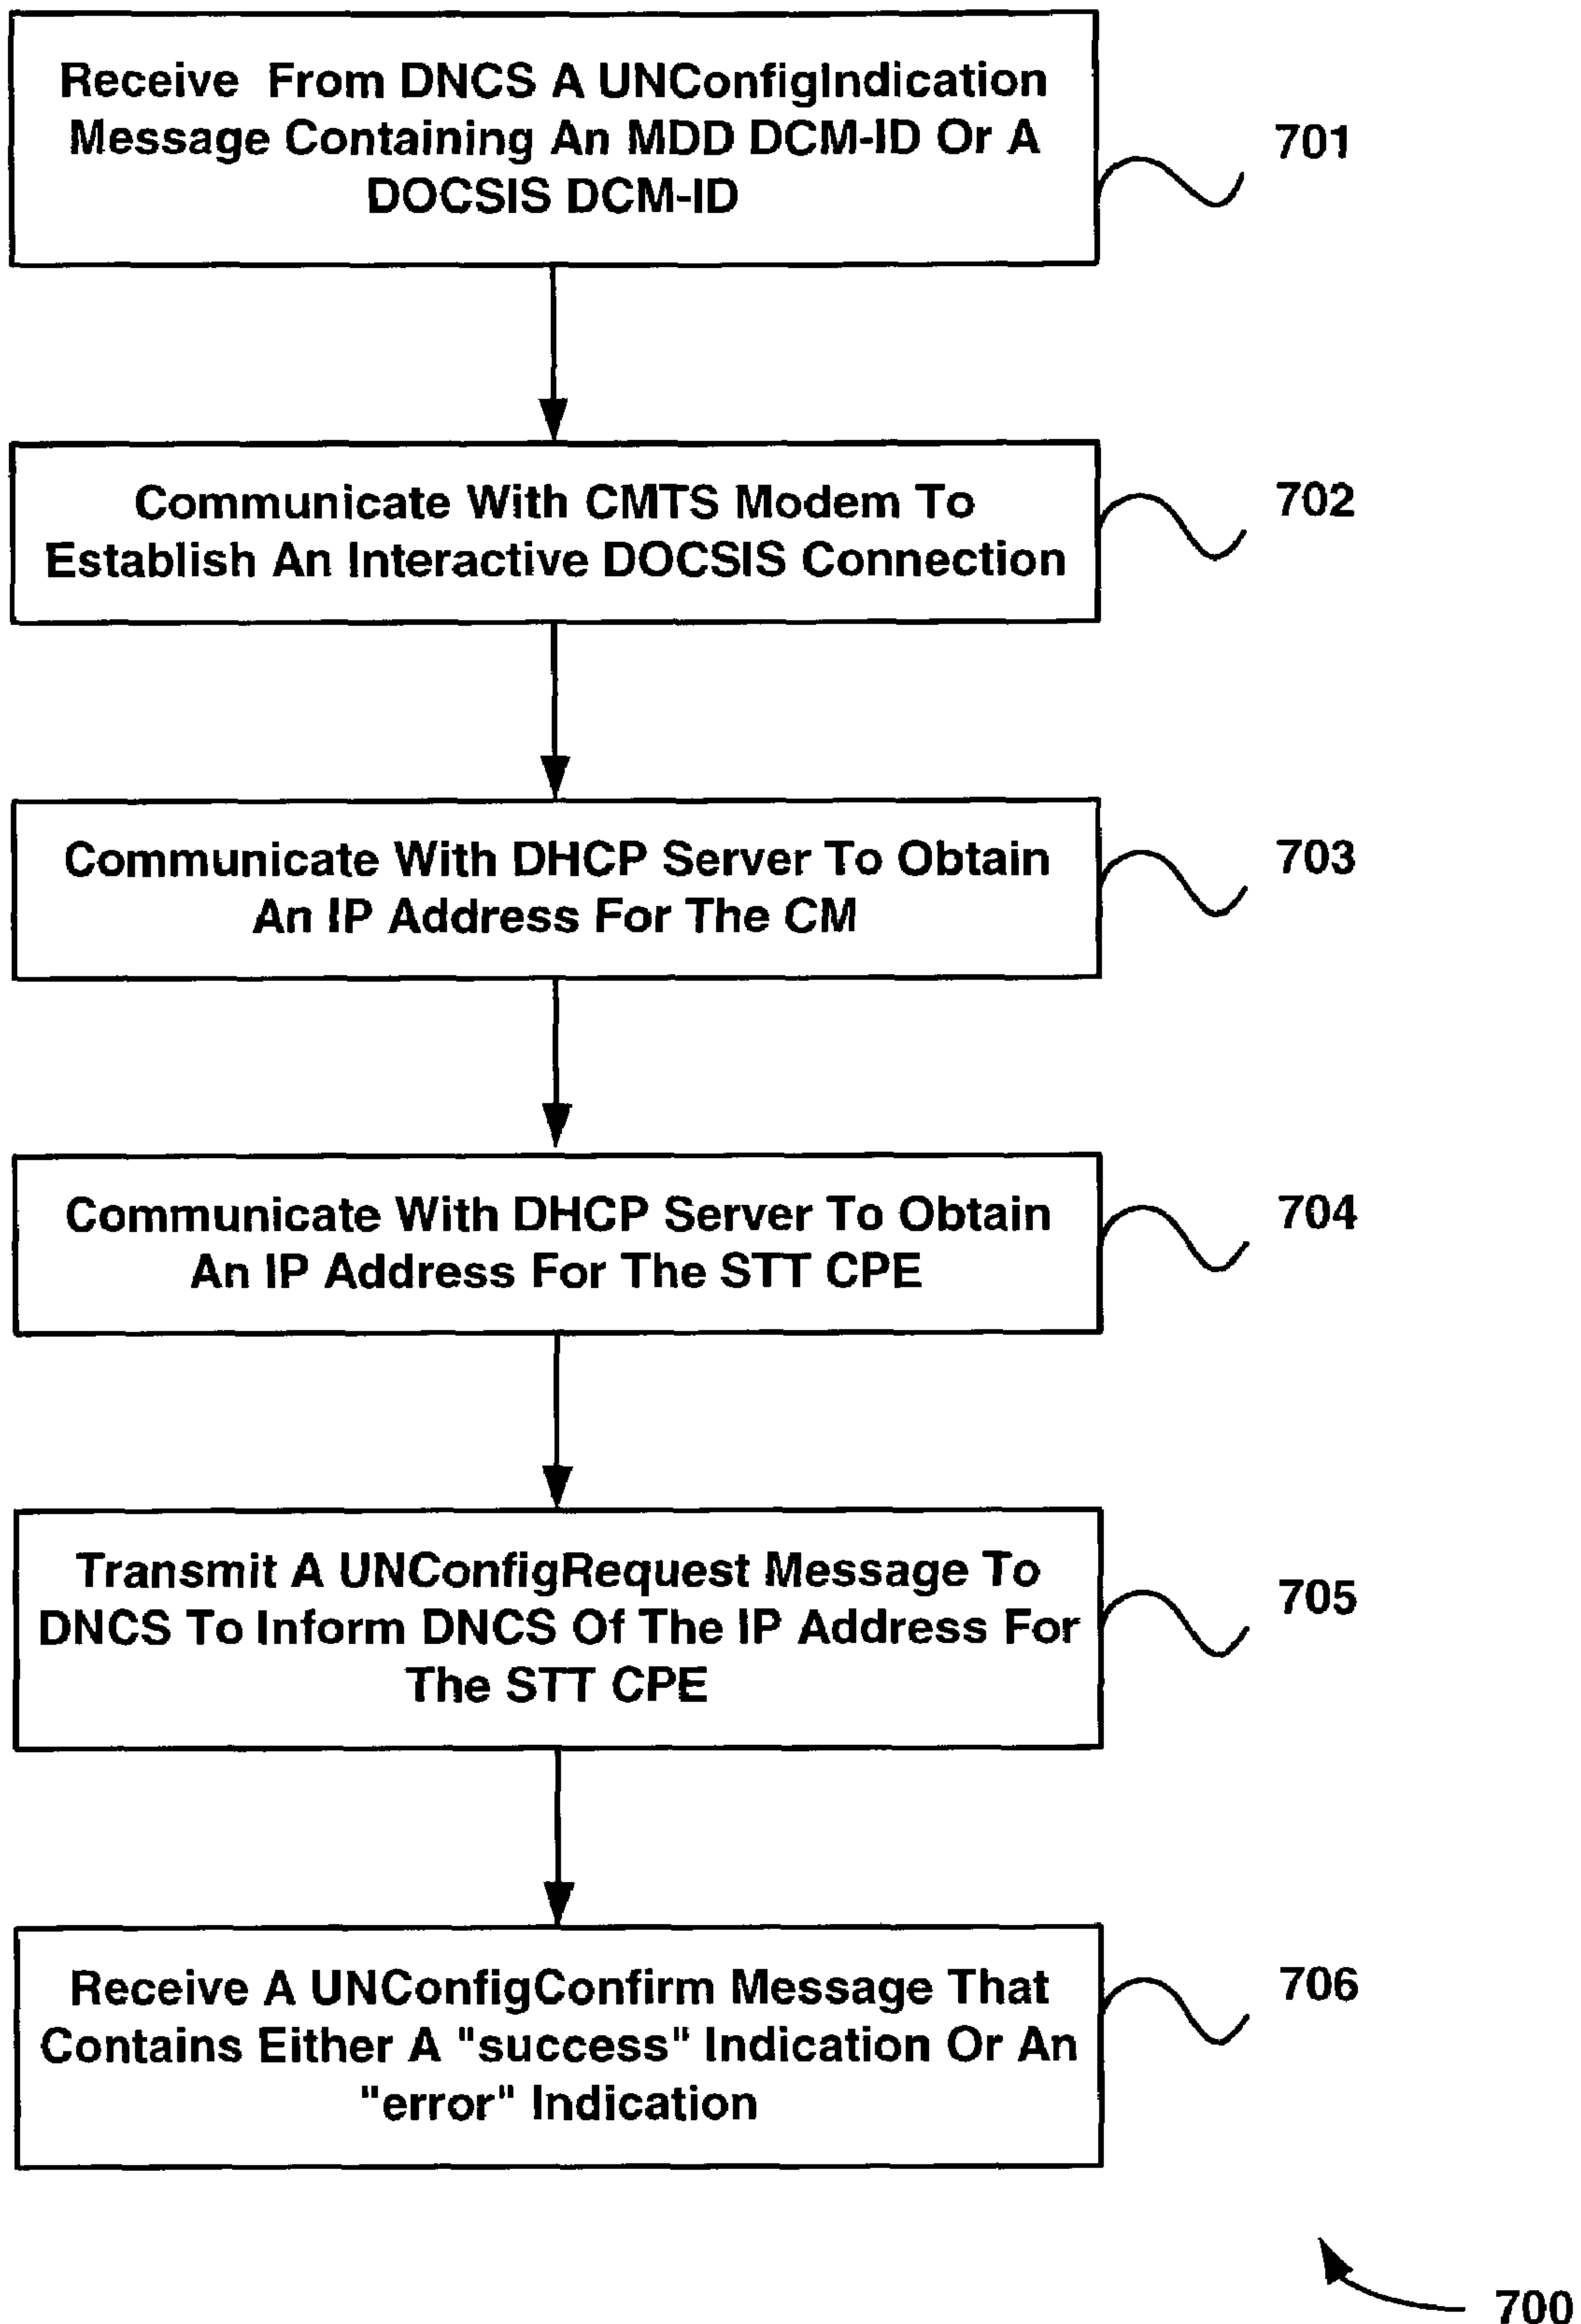 Receive From DNCS A UNConfigIndication
Message Containing An MDD DCM-ID Or A
DOCSIS DCM-ID
701
Communicate With CMTS Modem To
Establish An Interactive DOCSIS Connection
702
Communicate With DHCP Server To Obtain
An IP Address For The CM
703
Communicate With DHCP Server To Obtain
An IP Address For The STT CPE
704
Transmit A UNConfigRequest Message To
DNCS To Inform DNCS Of The IP Address For
The STT CPE
705
Receive A UNConfigConfirm Message That
Contains Either A "success" Indication Or An
"error" Indication
706
700